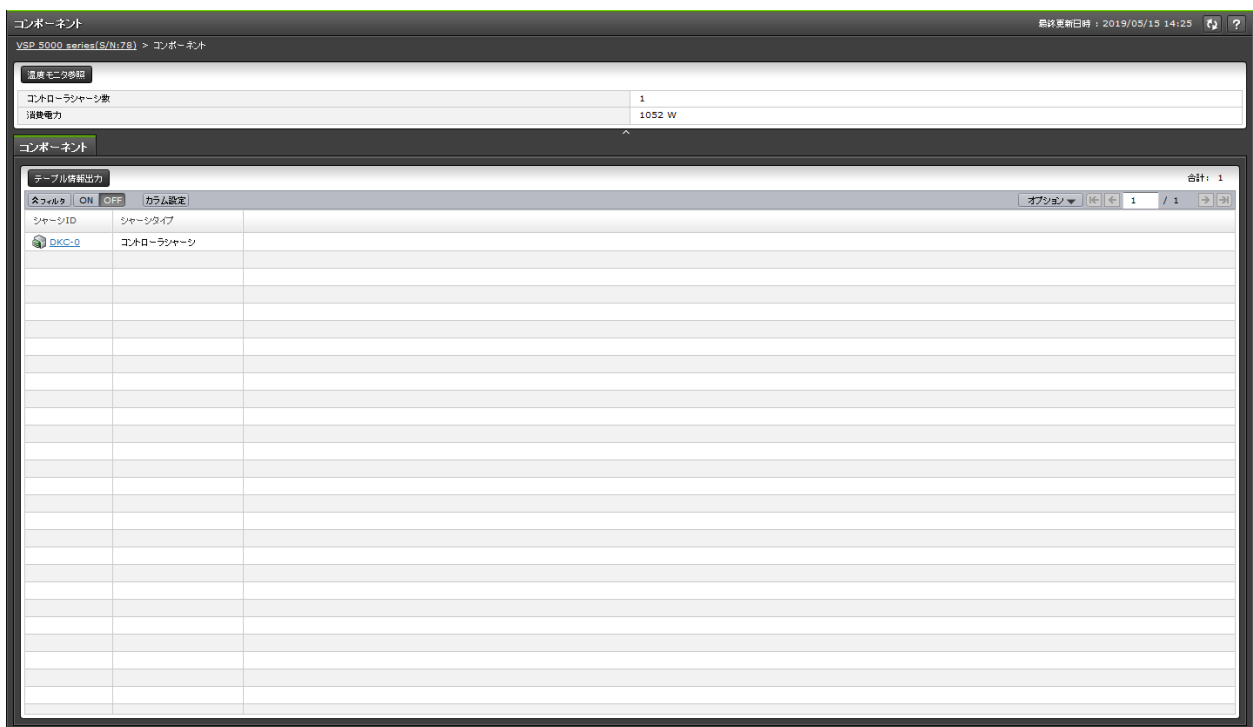 コンポーネント 最終更新日時 : 2019/05/15 14:25 ?
VSP 5000 series(S/N:78) > コンポーネント
温度モニタ参照
コントローラシャーシ数 1
消費電力 1052 W
コンポーネント
テーブル情報出力 合計: 1
フィルタ ON OFF カラム設定 オプション 1 / 1
シャーシID シャーシタイプ
DKC-0 コントローラシャーシ